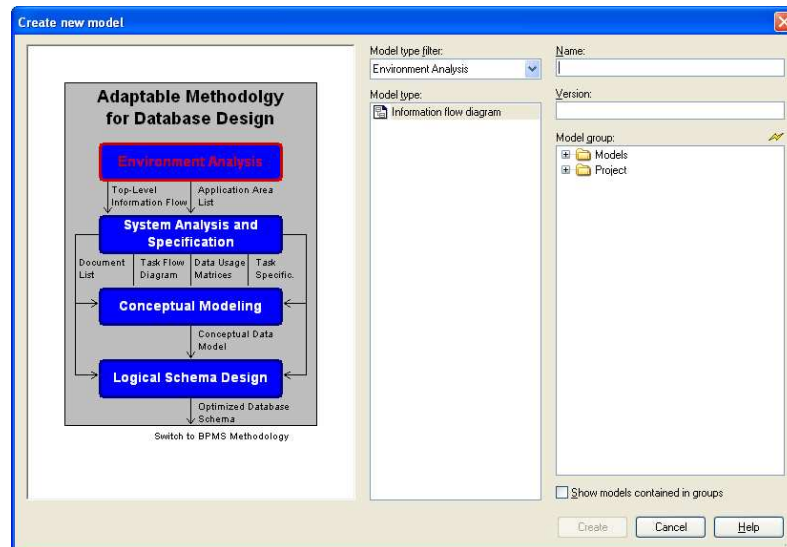 Create new model
Adaptable Methodolgy
for Database Design
Environment Analysis
Top-Level
Information Flow
Application Area
List
System Analysis and
Specification
Document
List
Task Flow
Diagram
Data Usage
Matrices
Task
Specific.
Conceptual Modeling
Conceptual Data
Model
Logical Schema Design
Optimized Database
Schema
Switch to BPMS Methodology
Model type filter:
Environment Analysis
Model type:
Information flow diagram
Name:
Version:
Model group:
Models
Project
Show models contained in groups
Create
Cancel
Help